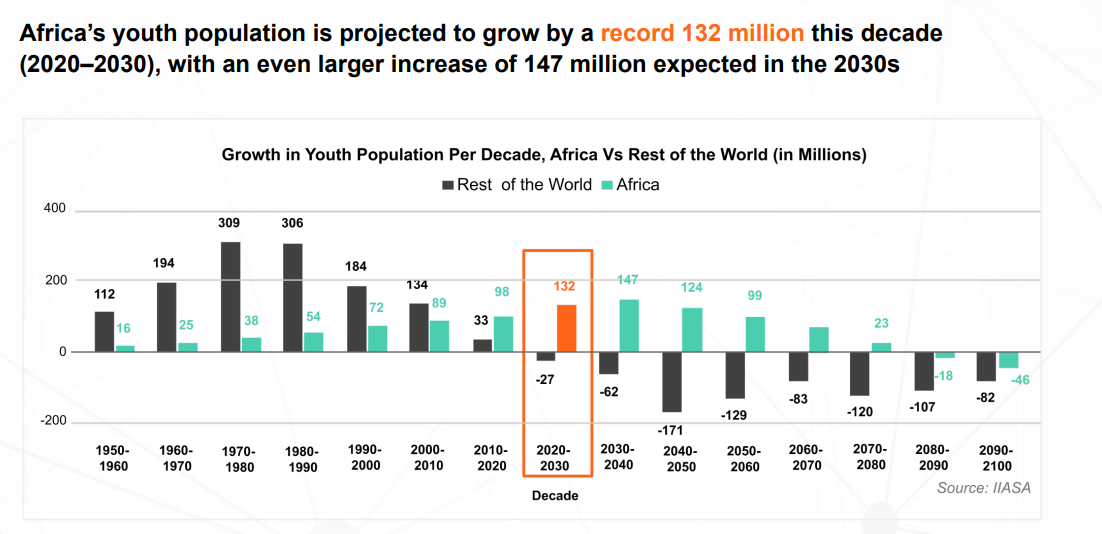 Africa’s youth population is projected to grow by a record 132 million this decade
(2020–2030), with an even larger increase of 147 million expected in the 2030s
Growth in Youth Population Per Decade, Africa Vs Rest of the World (in Millions)
Rest of the World Africa
400
309 306
194 184
200 132 147 124
112 134 98 99
16 25 38 54 72 89 33 23
0
-27 -62 -83 -18 -46
-171 -129 -120 -107 -82
-200
1950- 1960- 1970- 1980- 1990- 2000- 2010- 2020- 2030- 2040- 2050- 2060- 2070- 2080- 2090-
1960 1970 1980 1990 2000 2010 2020 2030 2040 2050 2060 2070 2080 2090 2100
Decade
Source: IIASA